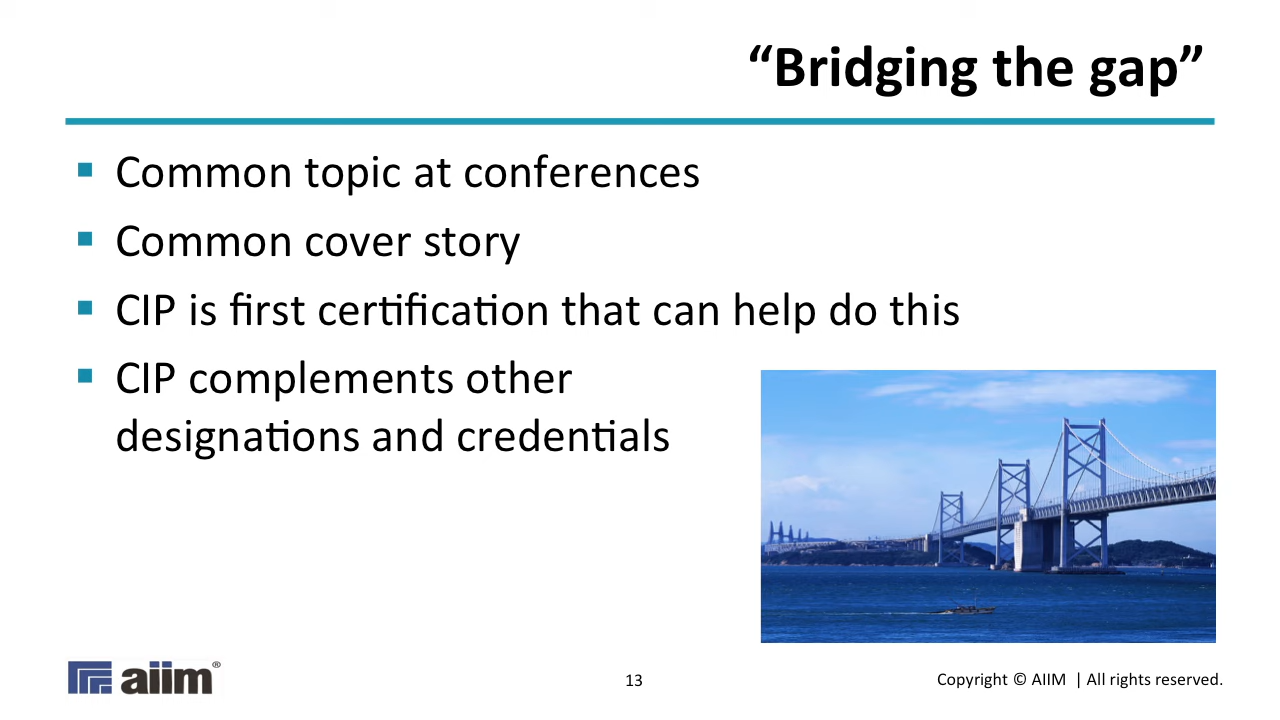 “Bridging the gap”
Common topic at conferences
Common cover story
CIP is first certification that can help do this
CIP complements other
designations and credentials
aiim®
13
Copyright © AIIM | All rights reserved.